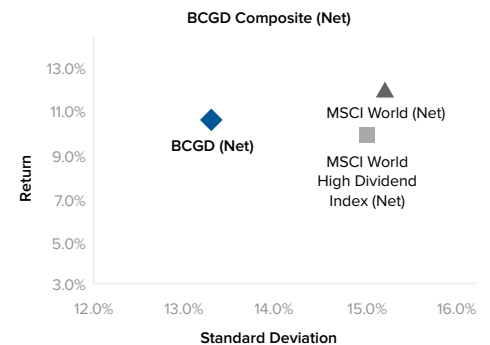 BCGD Composite (Net)
13.0%
11.0%
9.0%
7.0%
5.0%
3.0%
Return
MSCI World (Net)
BCGD (Net)
MSCI World
High Dividend
Index (Net)
12.0%
13.0%
14.0%
15.0%
16.0%
Standard Deviation